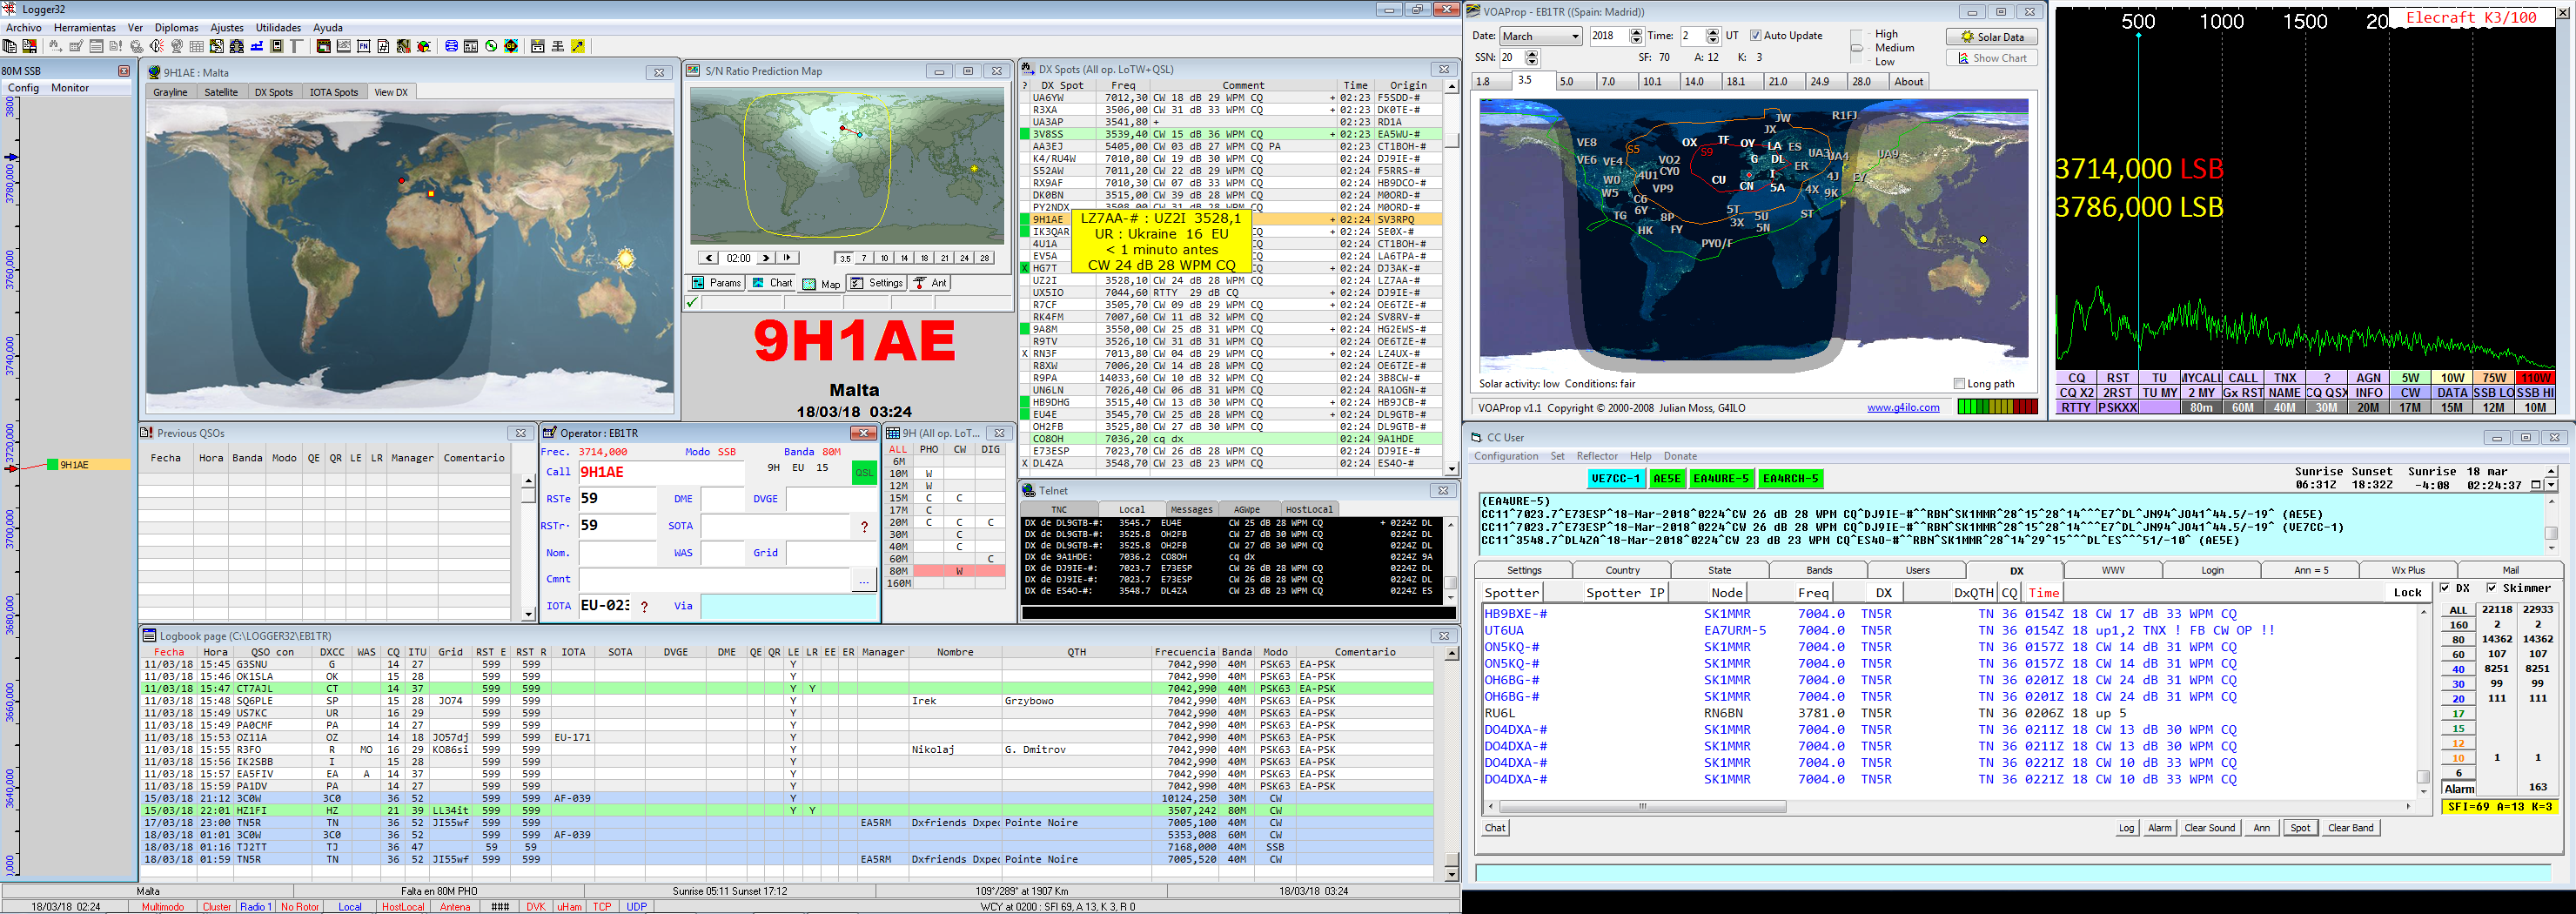 Logger32
Archivo Herramientas Ver Diplomas Ajustes Utilidades Ayuda
80M SSB
Config Monitor
3800
3780,000
3760,000
3740,000
3720,000
3700,000
3680,000
3660,000
3640,000
9H1AE
9H1AE : Malta
Grayline Satellite DX Spots IOTA Spots View DX
S/N Ratio Prediction Map
02:00
3.5 7 10 14 18 21 24 28
Params Chart Map Settings Ant
9H1AE
Malta
18/03/18 03:24
DX Spots (All op. LoTW+QSL)
? DX Spot Freq Comment Time Origin
UA6YW 7012,30 CW 18 dB 29 WPM CQ + 02:23 F5SDD-#
R3XA 3506,00 CW 31 dB 33 WPM CQ + 02:23 DK0TE-#
UA3AP 3541,80 + 02:23 RD1A
3V8SS 3539,40 CW 15 dB 36 WPM CQ + 02:23 EA5WU-#
AA3EJ 5405,00 CW 03 dB 27 WPM CQ PA 02:23 CT1BOH-#
K4/RU4W 7010,80 CW 19 dB 30 WPM CQ + 02:24 DJ9IE-#
S52AW 7011,20 CW 22 dB 29 WPM CQ + 02:24 F5RRS-#
RX9AF 7010,30 CW 07 dB 33 WPM CQ + 02:24 HB9DCO-#
DK0BN 3515,00 CW 39 dB 28 WPM CQ + 02:24 M0ORD-#
PY2NDX 3508,00 CW 31 dB 28 WPM CQ + 02:24 M0ORD-#
9H1AE + 02:24 SV3RPQ
IK3QAR + 02:24 SE0X-#
4U1A + 02:24 CT1BOH-#
EV5A + 02:24 LA6TPA-#
X HG7T + 02:24 DJ3AK-#
UZ2I 3528,10 CW 24 dB 28 WPM CQ + 02:24 LZ7AA-#
UX5IO 7044,60 RTTY 29 dB CQ + 02:24 DJ9IE-#
R7CF 3505,70 CW 09 dB 29 WPM CQ + 02:24 OE6TZE-#
RK4FM 7007,60 CW 11 dB 32 WPM CQ 02:24 SV8RV-#
9A8M 3550,00 CW 25 dB 31 WPM CQ + 02:24 HG2EWS-#
R9TV 3526,10 CW 31 dB 31 WPM CQ 02:24 OE6TZE-#
X RN3F 7013,80 CW 04 dB 29 WPM CQ + 02:24 LZ4UX-#
R8XW 7006,20 CW 14 dB 28 WPM CQ 02:24 OE6TZE-#
R9PA 14033,60 CW 10 dB 32 WPM CQ 02:24 3B8CW-#
UN6LN 7026,40 CW 06 dB 31 WPM CQ 02:24 RA1OGN-#
HB9DHG 3515,40 CW 13 dB 30 WPM CQ + 02:24 HB9JCB-#
EU4E 3545,70 CW 25 dB 28 WPM CQ + 02:24 DL9GTB-#
OH2FB 3525,80 CW 27 dB 30 WPM CQ 02:24 DL9GTB-#
CO8OH 7036,20 cq dx 02:24 9A1HDE
E73ESP 7023,70 CW 26 dB 28 WPM CQ 02:24 DJ9IE-#
X DL4ZA 3548,70 CW 23 dB 23 WPM CQ 02:24 ES4O-#
LZ7AA-# : UZ2I 3528,1
UR : Ukraine 16 EU
< 1 minuto antes
CW 24 dB 28 WPM CQ
Telnet
TNC Local Messages AGWpe HostLocal
DX de DL9GTB-#: 3545.7 EU4E CW 25 dB 28 WPM CQ + 0224Z DL
DX de DL9GTB-#: 3525.8 OH2FB CW 27 dB 30 WPM CQ 0224Z DL
DX de DL9GTB-#: 3525.8 OH2FB CW 27 dB 30 WPM CQ 0224Z DL
DX de 9A1HDE: 7036.2 CO8OH cq dx 0224Z 9A
DX de DJ9IE-#: 7023.7 E73ESP CW 26 dB 28 WPM CQ 0224Z DL
DX de DJ9IE-#: 7023.7 E73ESP CW 26 dB 28 WPM CQ 0224Z DL
DX de ES4O-#: 3548.7 DL4ZA CW 23 dB 23 WPM CQ 0224Z ES
Previous QSOs
Fecha Hora Banda Modo QE QR LE LR Manager Comentario
Operator : EB1TR
Frec. 3714,000 Modo SSB Banda 80M
Call 9H1AE 9H EU 15 QSL
RSTe 59 DME DVGE
RSTr 59 SOTA ?
Nom. WAS Grid
Cmnt ...
IOTA EU-023 ? Via
9H (All op. LoT...
ALL PHO CW DIG
6M
10M W
12M W
15M C C
17M C
20M C C C
30M C
40M C
60M C
80M W
160M
Logbook page (C:\LOGGER32\EB1TR)
Fecha Hora QSO con DXCC WAS CQ ITU Grid RST E RST R IOTA SOTA DVGE DME QE QR LE LR EE ER Manager Nombre QTH Frecuencia Banda Modo Comentario
11/03/18 15:45 G3SNU G 14 27 599 599 Y 7042,990 40M PSK63 EA-PSK
11/03/18 15:46 OK1SLA OK 15 28 599 599 Y 7042,990 40M PSK63 EA-PSK
11/03/18 15:47 CT7AJL CT 14 37 599 599 Y Y 7042,990 40M PSK63 EA-PSK
11/03/18 15:48 SQ6PLE SP 15 28 JO74 599 599 Y Irek Grzybowo 7042,990 40M PSK63 EA-PSK
11/03/18 15:49 US7KC UR 16 29 599 599 Y 7042,990 40M PSK63 EA-PSK
11/03/18 15:49 PA0CMF PA 14 27 599 599 Y 7042,990 40M PSK63 EA-PSK
11/03/18 15:53 OZ11A OZ 14 18 JO57dj 599 599 EU-171 Y 7042,990 40M PSK63 EA-PSK
11/03/18 15:55 R3FO R MO 16 29 KO86si 599 599 Y Nikolaj G. Dmitrov 7042,990 40M PSK63 EA-PSK
11/03/18 15:56 IK2SBB I 15 28 599 599 Y 7042,990 40M PSK63 EA-PSK
11/03/18 15:57 EA5FIV EA A 14 37 599 599 Y 7042,990 40M PSK63 EA-PSK
11/03/18 15:59 PA1DV PA 14 27 599 599 Y 7042,990 40M PSK63 EA-PSK
15/03/18 21:12 3C0W 3C0 36 52 599 599 AF-039 Y 10124,250 30M CW
15/03/18 22:01 HZ1FI HZ 21 39 LL34it 599 599 Y Y 3507,242 80M CW
17/03/18 23:00 TN5R TN 36 52 JI55wf 599 599 EA5RM Dxfriends Dxpec Pointe Noire 7005,100 40M CW
18/03/18 01:01 3C0W 3C0 36 52 599 599 AF-039 5353,008 60M CW
18/03/18 01:16 TJ2TT TJ 36 47 59 59 7168,000 40M SSB
18/03/18 01:59 TN5R TN 36 52 JI55wf 599 599 EA5RM Dxfriends Dxpec Pointe Noire 7005,520 40M CW
Malta Falta en 80M PHO Sunrise 05:11 Sunset 17:12 109°/289° at 1907 Km 18/03/18 03:24
18/03/18 02:24 Multimodo Cluster Radio 1 No Rotor Local HostLocal Antena ### DVK uHam TCP UDP WCY at 0200 : SFI 69, A 13, K 3, R 0
VOAProp - EB1TR ((Spain: Madrid))
Date: March 2018 Time: 2 UT Auto Update High Medium Low Solar Data
SSN: 20 SF: 70 A: 12 K: 3 Show Chart
1.8 3.5 5.0 7.0 10.1 14.0 18.1 21.0 24.9 28.0 About
JW R1FJ
JX
VE8 OX TF OY LA ES
S5 S9 G DL UA3 UA4 UA9
VE6 VE4 VO2 ER
W0 4U1 CY0 I 4J EY
W5 VP9 CU CN 5A 4X 9K
C6
TG 6Y 8P 5T 5U ST
HK FY 3X 5N
PY0/F
Solar activity: low Conditions: fair Long path
VOAProp v1.1 Copyright © 2000-2008 Julian Moss, G4ILO www.g4ilo.com
500 1000 1500 Elecraft K3/100
3714,000 LSB
3786,000 LSB
CQ RST TU MYCALL CALL TNX ? AGN 5W 10W 75W 110W
CQ X2 2RST TU MY 2 MY Gx RST NAME CQ QSX INFO CW DATA SSB LO SSB HI
RTTY PSKXX 80m 60M 40M 30M 20M 17M 15M 12M 10M
CC User
Configuration Set Reflector Help Donate
VE7CC-1 AE5E EA4URE-5 EA4RCH-5
Sunrise Sunset Sunrise 18 mar
06:31Z 18:32Z -4:08 02:24:37
(EA4URE-5)
CC11^7023.7^E73ESP^18-Mar-2018^0224^CW 26 dB 28 WPM CQ^DJ9IE-#^^RBN^SK1MMR^28^15^28^14^^^E7^DL^JN94^JO41^44.5/-19^ (AE5E)
CC11^7023.7^E73ESP^18-Mar-2018^0224^CW 26 dB 28 WPM CQ^DJ9IE-#^^RBN^SK1MMR^28^15^28^14^^^E7^DL^JN94^JO41^44.5/-19^ (VE7CC-1)
CC11^3548.7^DL4ZA^18-Mar-2018^0224^CW 23 dB 23 WPM CQ^ES4O-#^^RBN^SK1MMR^28^14^29^15^^^DL^ES^^^51/-10^ (AE5E)
Settings Country State Bands Users DX WWV Login Ann = 5 Wx Plus Mail
Spotter Spotter IP Node Freq DX DxQTH CQ Time Lock
HB9BXE-# SK1MMR 7004.0 TN5R TN 36 0154Z 18 CW 17 dB 33 WPM CQ
UT6UA EA7URM-5 7004.0 TN5R TN 36 0154Z 18 up1,2 TNX ! FB CW OP !!
ON5KQ-# SK1MMR 7004.0 TN5R TN 36 0157Z 18 CW 14 dB 31 WPM CQ
ON5KQ-# SK1MMR 7004.0 TN5R TN 36 0157Z 18 CW 14 dB 31 WPM CQ
OH6BG-# SK1MMR 7004.0 TN5R TN 36 0201Z 18 CW 24 dB 31 WPM CQ
OH6BG-# SK1MMR 7004.0 TN5R TN 36 0201Z 18 CW 24 dB 31 WPM CQ
RU6L RN6BN 3781.0 TN5R TN 36 0206Z 18 up 5
DO4DXA-# SK1MMR 7004.0 TN5R TN 36 0211Z 18 CW 13 dB 30 WPM CQ
DO4DXA-# SK1MMR 7004.0 TN5R TN 36 0211Z 18 CW 13 dB 30 WPM CQ
DO4DXA-# SK1MMR 7004.0 TN5R TN 36 0221Z 18 CW 10 dB 33 WPM CQ
DO4DXA-# SK1MMR 7004.0 TN5R TN 36 0221Z 18 CW 10 dB 33 WPM CQ
DX Skimmer
ALL 22118 22933
160 2 2
80 14362 14362
60 107 107
40 8251 8251
30 99 99
20 111 111
17
15
12
10 1 1
6
Alarm 163
SFI=69 A=13 K=3
Chat Log Alarm Clear Sound Ann Spot Clear Band